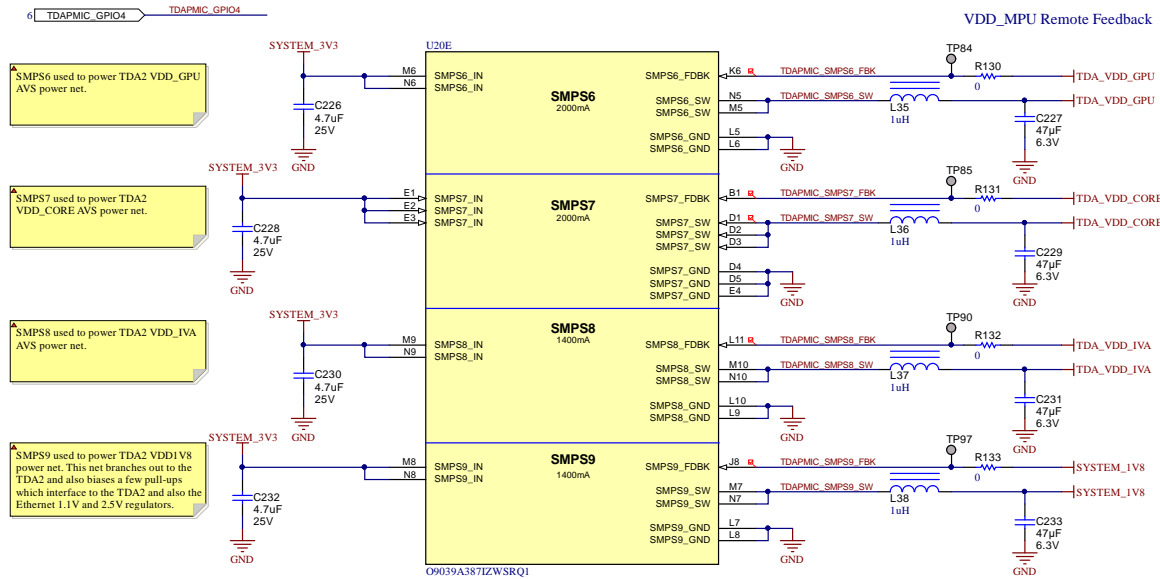 6 TDAPMIC_GPIO4 TDAPMIC_GPIO4
VDD_MPU Remote Feedback
SMPS6 used to power TDA2 VDD_GPU
AVS power net.
SYSTEM_3V3
C226
4.7uF
25V
GND
U20E
M6 SMPS6_IN
N6 SMPS6_IN
SMPS6
2000mA
SMPS6_FDBK K6 TDAPMIC_SMPS6_FBK
SMPS6_SW N5 TDAPMIC_SMPS6_SW
SMPS6_SW M5
SMPS6_GND L5
SMPS6_GND L6
GND
TP84
R130
0
TDA_VDD_GPU
L35
1uH
TDA_VDD_GPU
C227
47µF
6.3V
GND
SMPS7 used to power TDA2
VDD_CORE AVS power net.
SYSTEM_3V3
C228
4.7uF
25V
GND
E1 SMPS7_IN
E2 SMPS7_IN
E3 SMPS7_IN
SMPS7
2000mA
SMPS7_FDBK B1 TDAPMIC_SMPS7_FBK
SMPS7_SW D1 TDAPMIC_SMPS7_SW
SMPS7_SW D2
SMPS7_SW D3
SMPS7_GND D4
SMPS7_GND D5
SMPS7_GND E4
GND
TP85
R131
0
TDA_VDD_CORE
L36
1uH
TDA_VDD_CORE
C229
47µF
6.3V
GND
SMPS8 used to power TDA2 VDD_IVA
AVS power net.
SYSTEM_3V3
C230
4.7uF
25V
GND
M9 SMPS8_IN
N9 SMPS8_IN
SMPS8
1400mA
SMPS8_FDBK L11 TDAPMIC_SMPS8_FBK
SMPS8_SW M10 TDAPMIC_SMPS8_SW
SMPS8_SW N10
SMPS8_GND L10
SMPS8_GND L9
GND
TP90
R132
0
TDA_VDD_IVA
L37
1uH
TDA_VDD_IVA
C231
47µF
6.3V
GND
SMPS9 used to power TDA2 VDD1V8
power net. This net branches out to the
TDA2 and also biases a few pull-ups
which interface to the TDA2 and also the
Ethernet 1.1V and 2.5V regulators.
SYSTEM_3V3
C232
4.7uF
25V
GND
M8 SMPS9_IN
N8 SMPS9_IN
SMPS9
1400mA
SMPS9_FDBK J8 TDAPMIC_SMPS9_FBK
SMPS9_SW M7 TDAPMIC_SMPS9_SW
SMPS9_SW N7
SMPS9_GND L7
SMPS9_GND L8
GND
TP97
R133
0
SYSTEM_1V8
L38
1uH
SYSTEM_1V8
C233
47µF
6.3V
GND
O9039A387IZWSRQ1